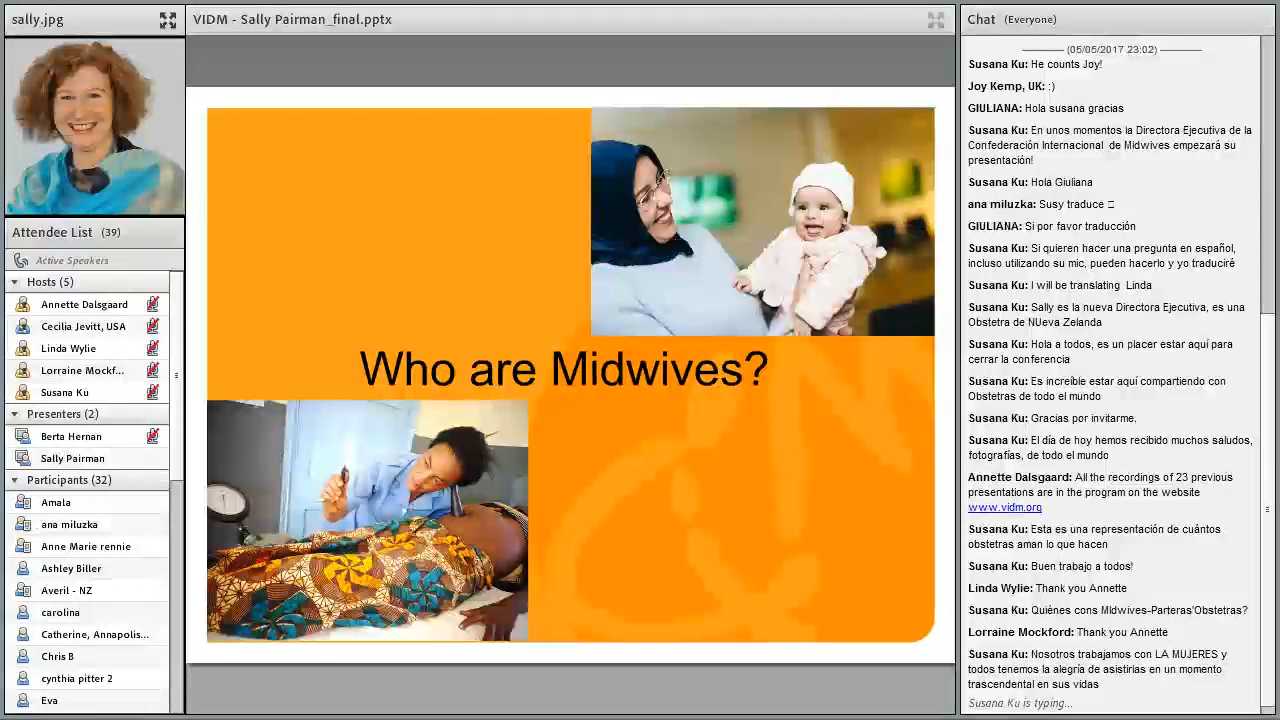 sally.jpg
Attendee List (39)
Active Speakers
Hosts (5)
Annette Dalsgaard
Cecilia Jevitt, USA
Linda Wylie
Lorraine Mockf...
Susana Ku
Presenters (2)
Berta Hernan
Sally Pairman
Participants (32)
Amala
ana miluzka
Anne Marie rennie
Ashley Biller
Averil - NZ
carolina
Catherine, Annapolis...
Chris B
cynthia pitter 2
Eva
VIDM - Sally Pairman_final.pptx
Who are Midwives?
Chat (Everyone)
(05/05/2017 23:02)
Susana Ku: He counts Joy!
Joy Kemp, UK: :)
GIULIANA: Hola susana gracias
Susana Ku: En unos momentos la Directora Ejecutiva de la
Confederación Internacional de Midwives empezará su
presentación!
Susana Ku: Hola Giuliana
ana miluzka: Susy traduce □
GIULIANA: Si por favor traducción
Susana Ku: Si quieren hacer una pregunta en español,
incluso utilizando su mic, pueden hacerlo y yo traduciré
Susana Ku: I will be translating Linda
Susana Ku: Sally es la nueva Directora Ejecutiva, es una
Obstetra de NUeva Zelanda
Susana Ku: Hola a todos, es un placer estar aquí para
cerrar la conferencia
Susana Ku: Es increíble estar aquí compartiendo con
Obstetras de todo el mundo
Susana Ku: Gracias por invitarme.
Susana Ku: El día de hoy hemos recibido muchos saludos,
fotografías, de todo el mundo
Annette Dalsgaard: All the recordings of 23 previous
presentations are in the program on the website
www.vidm.org
Susana Ku: Esta es una representación de cuántos
obstetras aman lo que hacen
Susana Ku: Buen trabajo a todos!
Linda Wylie: Thank you Annette
Susana Ku: Quiénes cons MIdwives-Parteras'Obstetras?
Lorraine Mockford: Thank you Annette
Susana Ku: Nosotros trabajamos con LA MUJERES y
todos tenemos la alegría de asistirlas en un momento
trascendental en sus vidas
Susana Ku is typing...